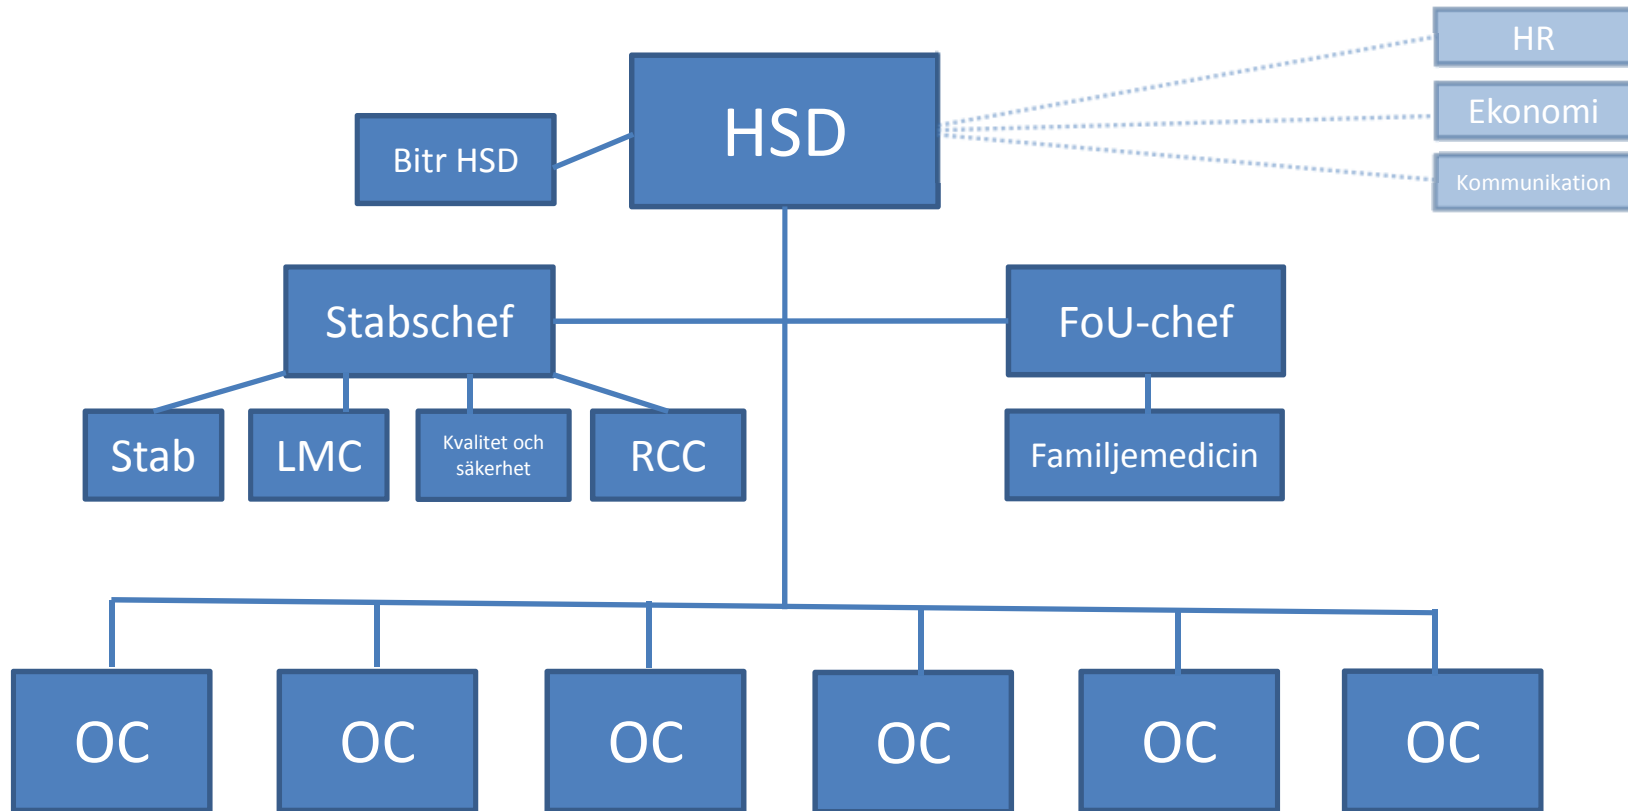 HR
HSD
Ekonomi
Bitr HSD
Kommunikation
Stabschef
FoU-chef
Stab
LMC
Kvalitet och
säkerhet
RCC
Familjemedicin
OC
OC
OC
OC
OC
OC